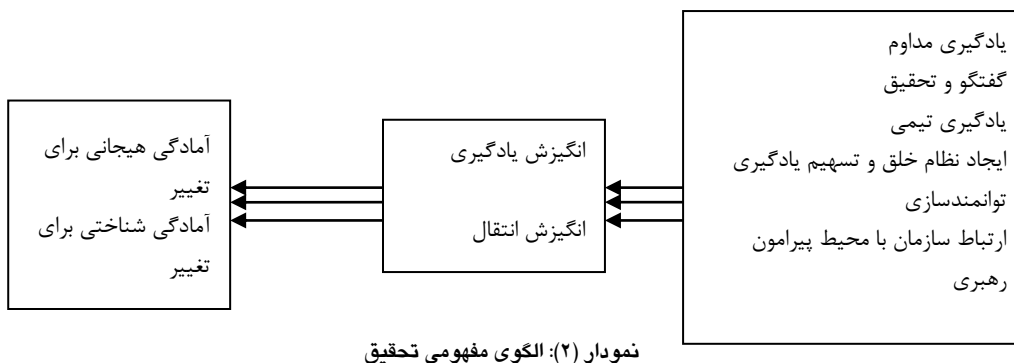 یادگیری مداوم
گفتگو و تحقیق
یادگیری تیمی
ایجاد نظام خلق و تسهیم یادگیری
توانمندسازی
ارتباط سازمان با محیط پیرامون
رهبری
انگیزش یادگیری
انگیزش انتقال
آمادگی هیجانی برای
تغییر
آمادگی شناختی برای
تغییر
نمودار (۲): الگوی مفهومی تحقیق